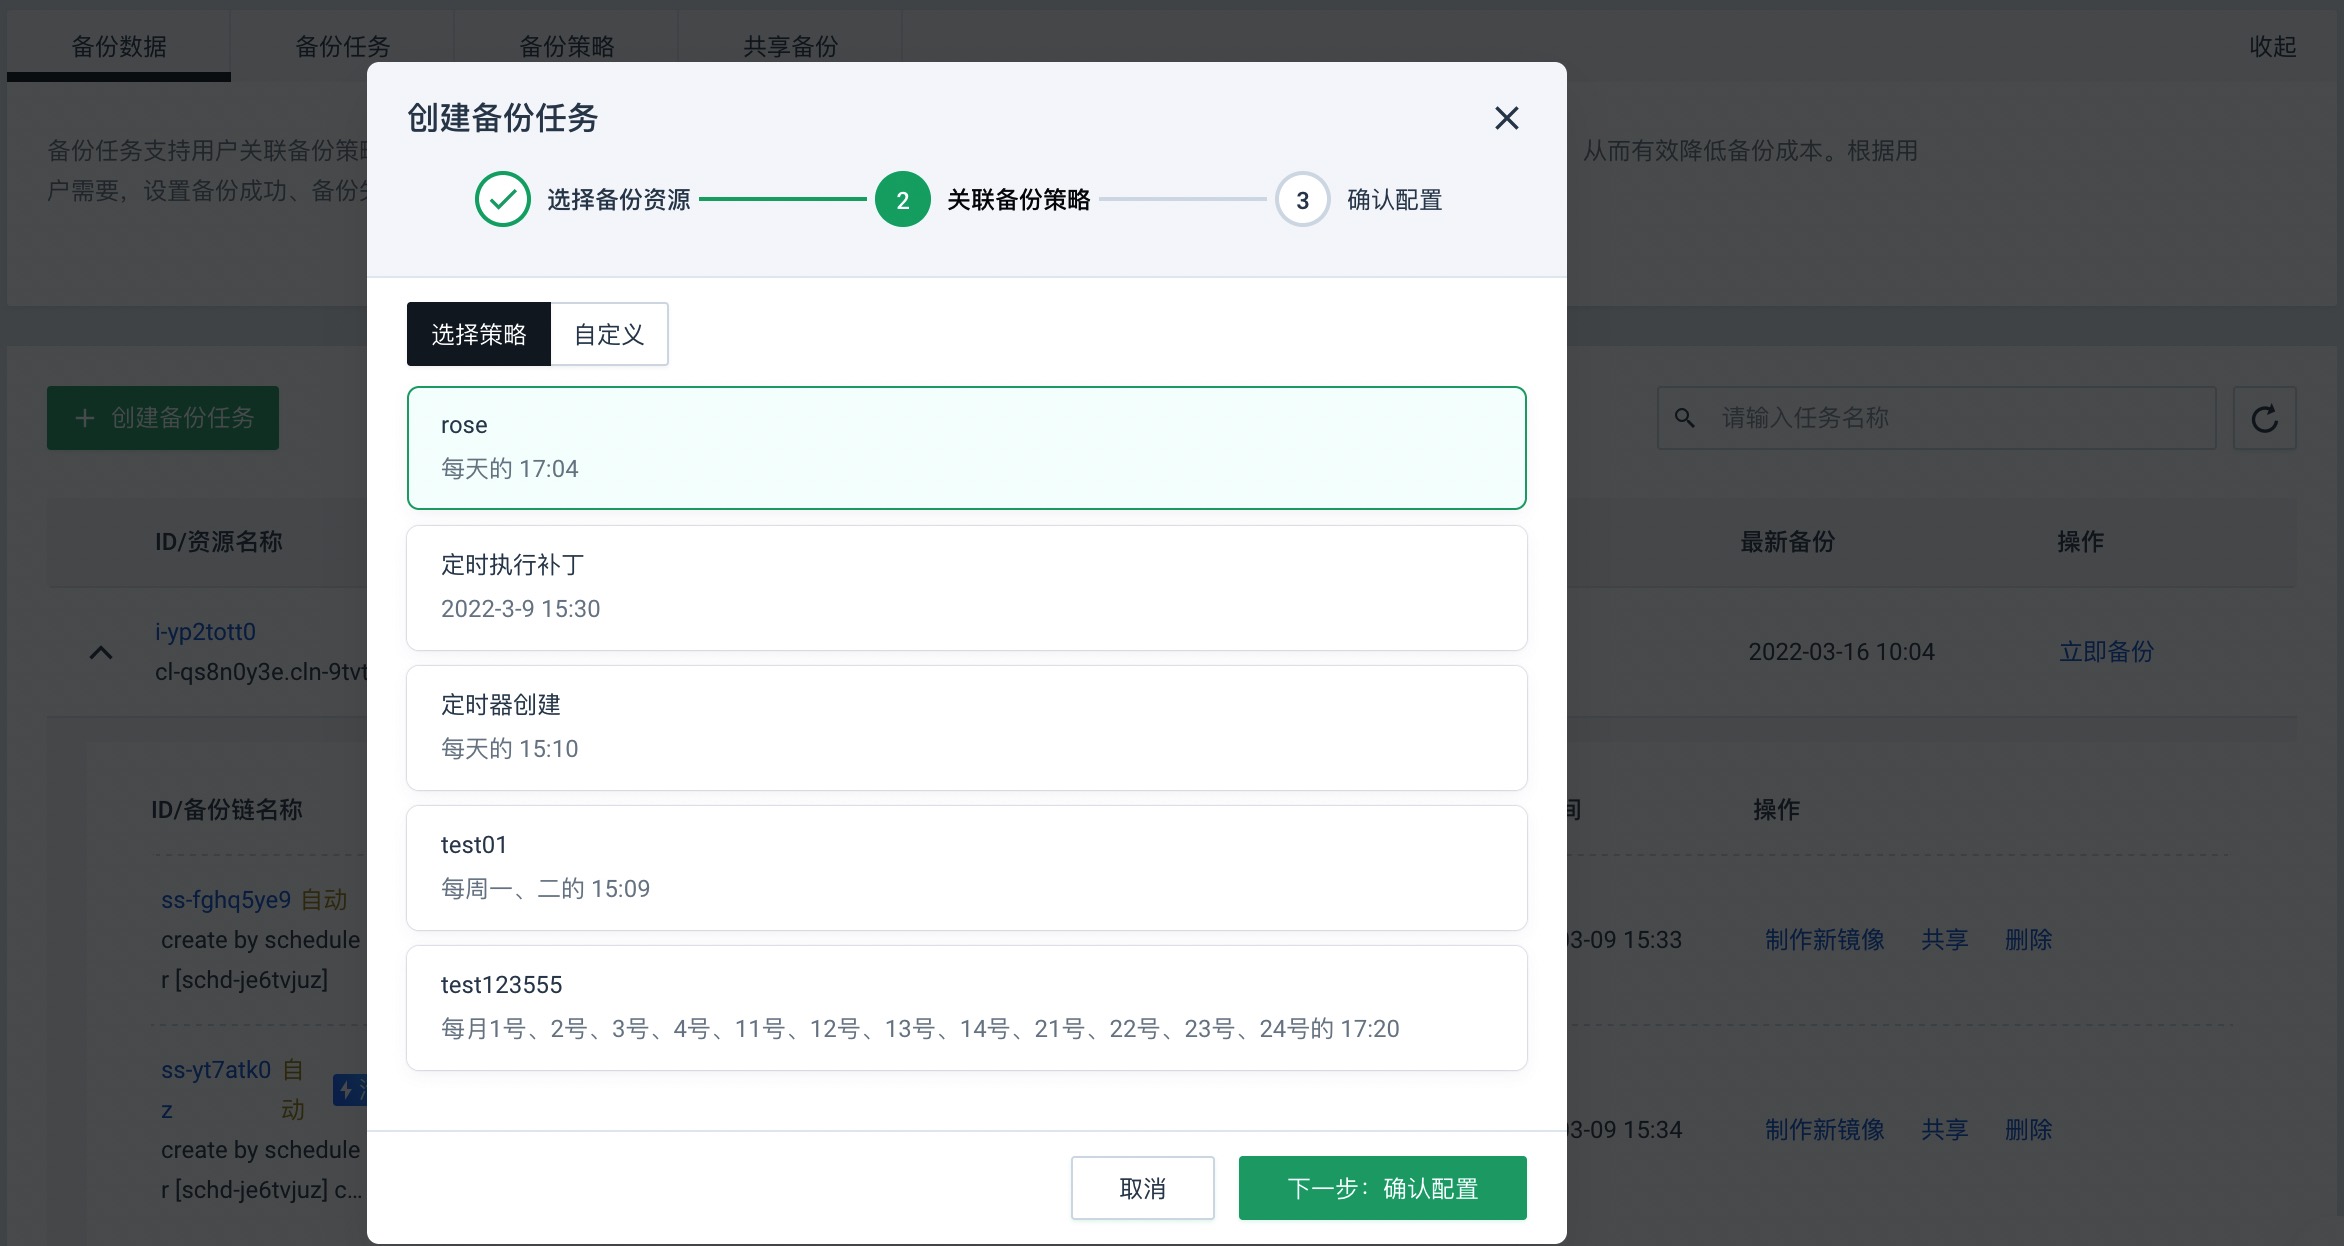 备份数据
备份任务
备份策略
共享备份
收起
备份任务支持用户关联备份策
从而有效降低备份成本。根据用
户需要，设置备份成功、备份
创建备份任务
选择备份资源
2
关联备份策略
3
确认配置
选择策略
自定义
rose
每天的 17:04
定时执行补丁
2022-3-9 15:30
定时器创建
每天的 15:10
test01
每周一、二的 15:09
test123555
每月1号、2号、3号、4号、11号、12号、13号、14号、21号、22号、23号、24号的 17:20
取消
下一步：确认配置
创建备份任务
请输入任务名称
ID/资源名称
最新备份
操作
i-yp2tott0
cl-qs8n0y3e.cln-9tvt
2022-03-16 10:04
立即备份
ID/备份链名称
间
操作
ss-fghq5ye9 自动
create by schedule
r [schd-je6tvjuz]
03-09 15:33
制作新镜像
共享
删除
ss-yt7atk0
z
自
动
create by schedule
r [schd-je6tvjuz] c...
03-09 15:34
制作新镜像
共享
删除